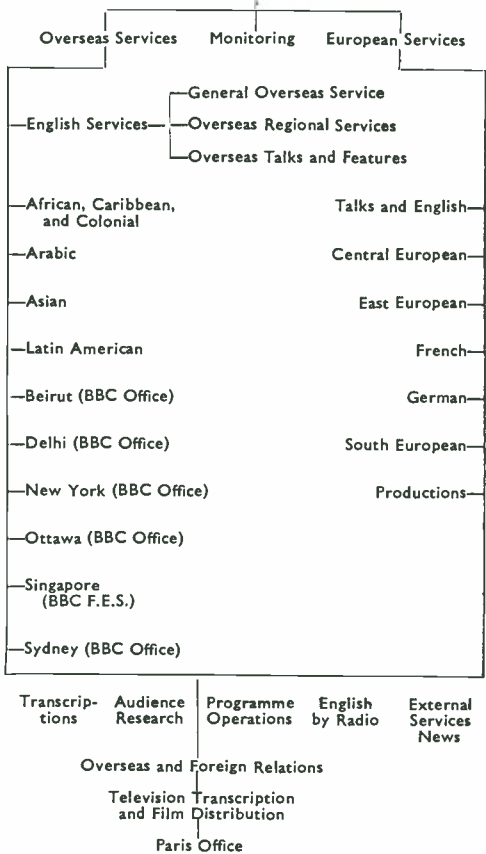 Overseas Services Monitoring European Services
General Overseas Service
English Services
Overseas Regional Services
Overseas Talks and Features
African, Caribbean,
and Colonial
Talks and English
Arabic
Central European
Asian
East European
Latin American
French
Beirut (BBC Office)
German
Delhi (BBC Office)
South European
New York (BBC Office)
Productions
Ottawa (BBC Office)
Singapore
(BBC F.E.S.)
Sydney (BBC Office)
Transcrip-
tions
Audience
Research
Programme
Operations
English
by Radio
External
Services
News
Overseas and Foreign Relations
Television Transcription
and Film Distribution
Paris Office